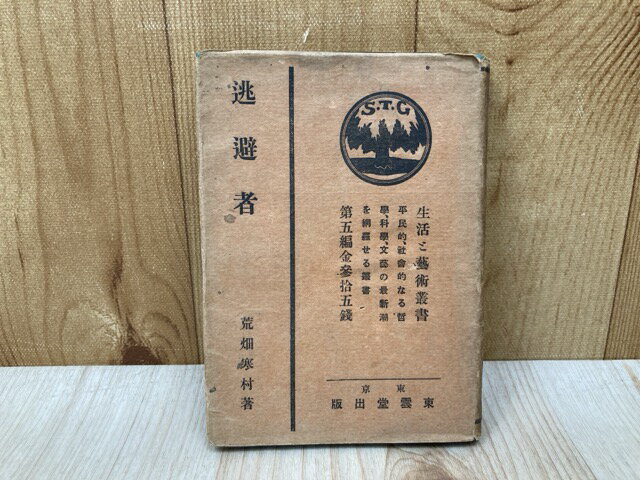 S.T.G
生活と藝術叢書
平民的、社會的なる哲
學、科學、文藝の最新潮
を網羅せる叢書
第五編金參拾五錢
東京
東雲堂出版
逃避者
荒畑寒村著